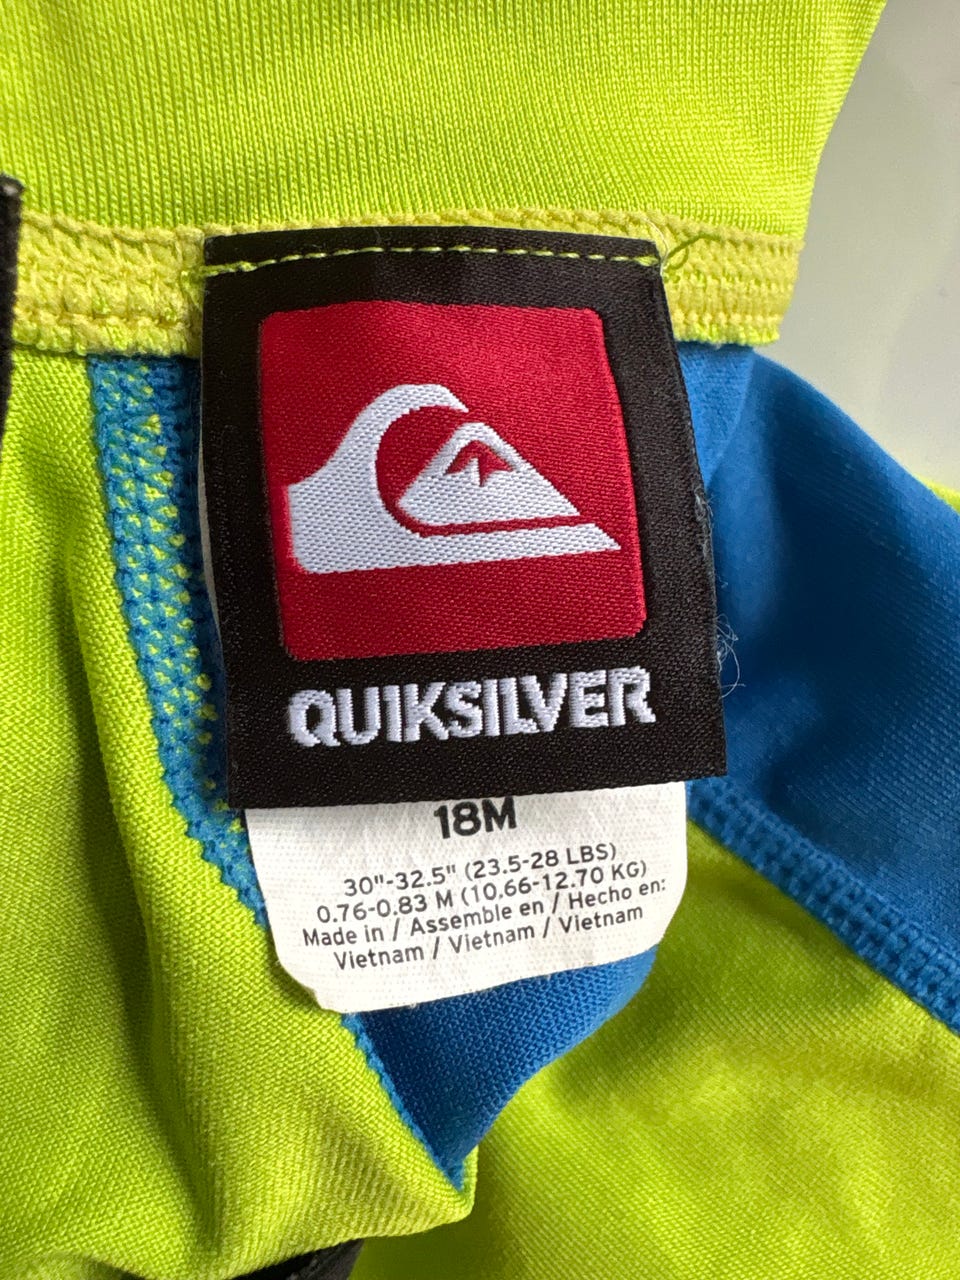 QUIKSILVER
18M
30"-32.5" (23.5-28 LBS)
0.76-0.83 M (10.66-12.70 KG)
Made in / Assemble en / Hecho en:
Vietnam / Vietnam / Vietnam